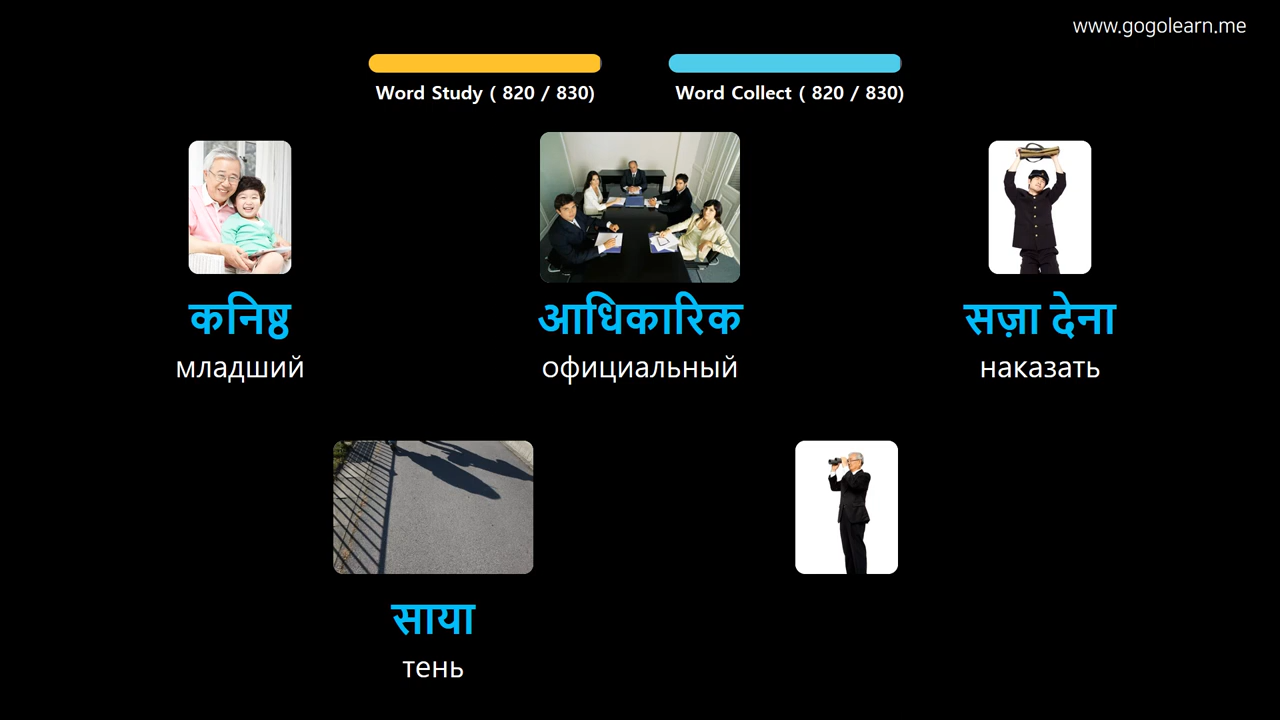 www.gogolearn.me
Word Study ( 820 / 830)
Word Collect ( 820 / 830)
कनिष्ठ
младший
आधिकारिक
официальный
सज़ा देना
наказать
साया
тень